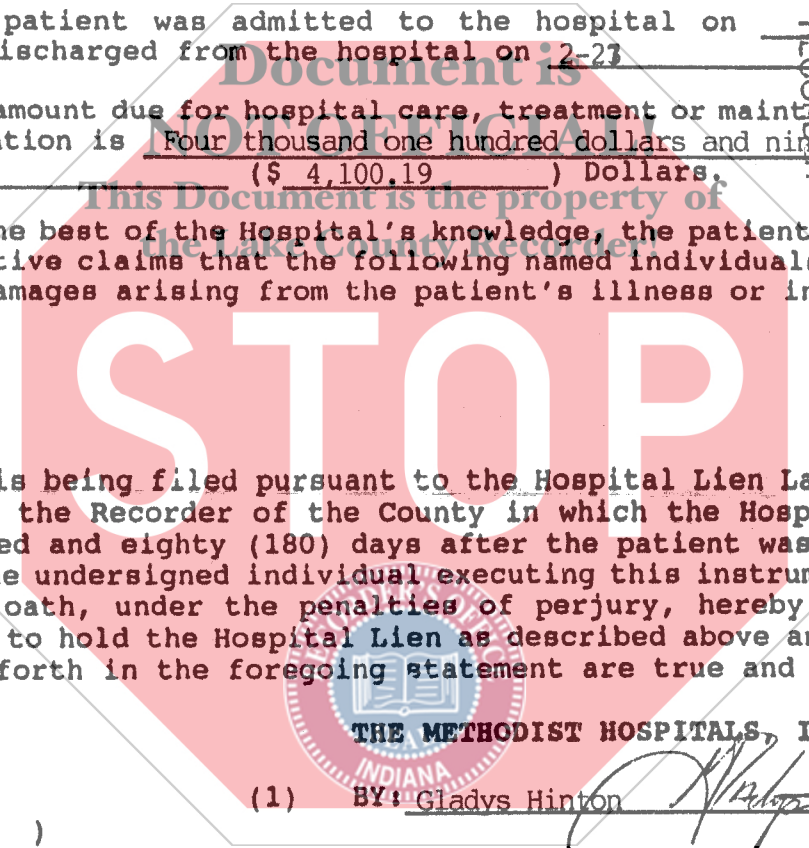 patient was admitted to the hospital on
ischarged from the hospital on 2-23
Document is
amount due for hospital care, treatment or maint
NOT OFFICIAL!
tion is Four thousand one hundred dollars and nin
($ 4,100.19 ) Dollars.
This Document is the property of
the Lake County Recorder!
he best of the Hospital's knowledge, the patient
tive claims that the following named individual
amages arising from the patient's illness or in
STOP
is being filed pursuant to the Hospital Lien La
the Recorder of the County in which the Hosp
ed and eighty (180) days after the patient was
e undersigned individual executing this instrum
oath, under the penalties of perjury, hereby
to hold the Hospital Lien as described above an
forth in the foregoing statement are true and
RECORDER'S OFFICE
INDIANA
THE METHODIST HOSPITALS, I
(1) BY: Gladys Hinton
)